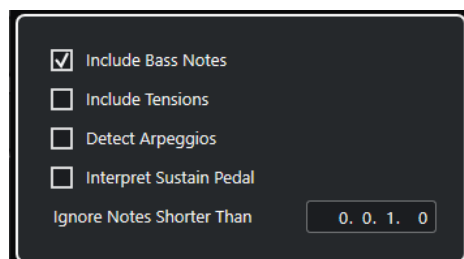 Include Bass Notes
Include Tensions
Detect Arpeggios
Interpret Sustain Pedal
Ignore Notes Shorter Than 0. 0. 1. 0